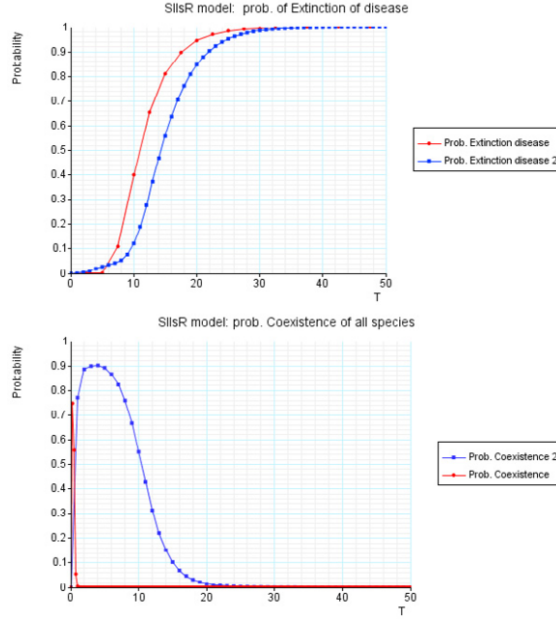 SIIsR model: prob. of Extinction of disease
Probability
1
0.9
0.8
0.7
0.6
0.5
0.4
0.3
0.2
0.1
0
0 10 20 30 40 50
T
Prob. Extinction disease
Prob. Extinction disease 2
SIIsR model: prob. Coexistence of all species
Probability
1
0.9
0.8
0.7
0.6
0.5
0.4
0.3
0.2
0.1
0
0 10 20 30 40 50
T
Prob. Coexistence 2
Prob. Coexistence